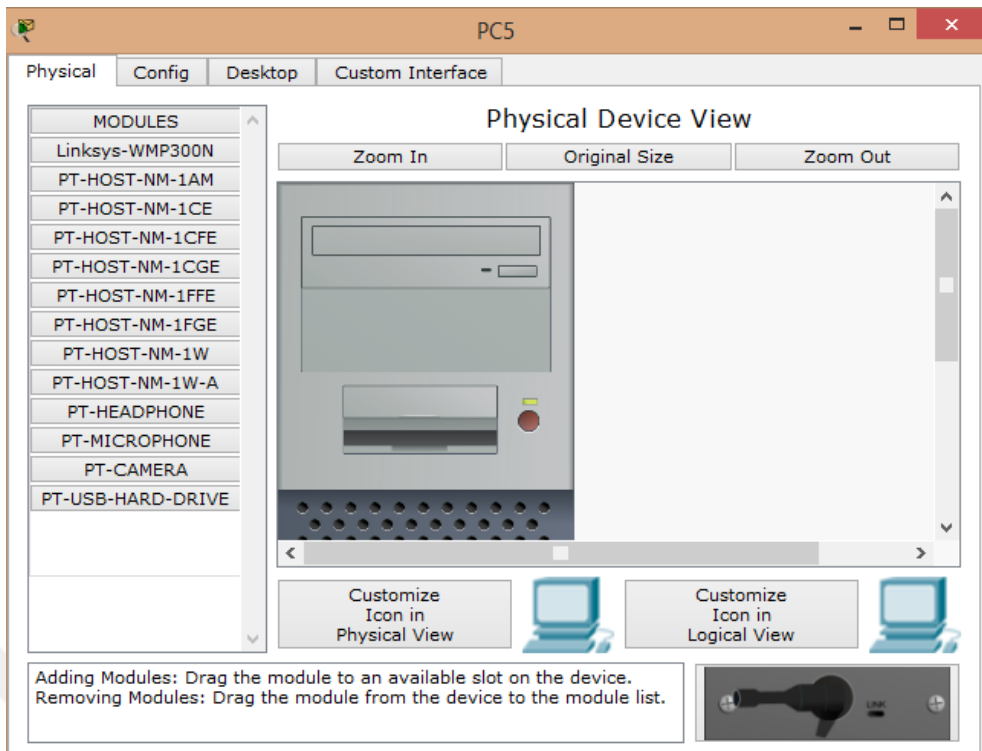 PC5
Physical
Config
Desktop
Custom Interface
MODULES
Linksys-WMP300N
PT-HOST-NM-1AM
PT-HOST-NM-1CE
PT-HOST-NM-1CFE
PT-HOST-NM-1CGE
PT-HOST-NM-1FFE
PT-HOST-NM-1FGE
PT-HOST-NM-1W
PT-HOST-NM-1W-A
PT-HEADPHONE
PT-MICROPHONE
PT-CAMERA
PT-USB-HARD-DRIVE
Physical Device View
Zoom In
Original Size
Zoom Out
Customize
Icon in
Physical View
Customize
Icon in
Logical View
Adding Modules: Drag the module to an available slot on the device.
Removing Modules: Drag the module from the device to the module list.
LINK